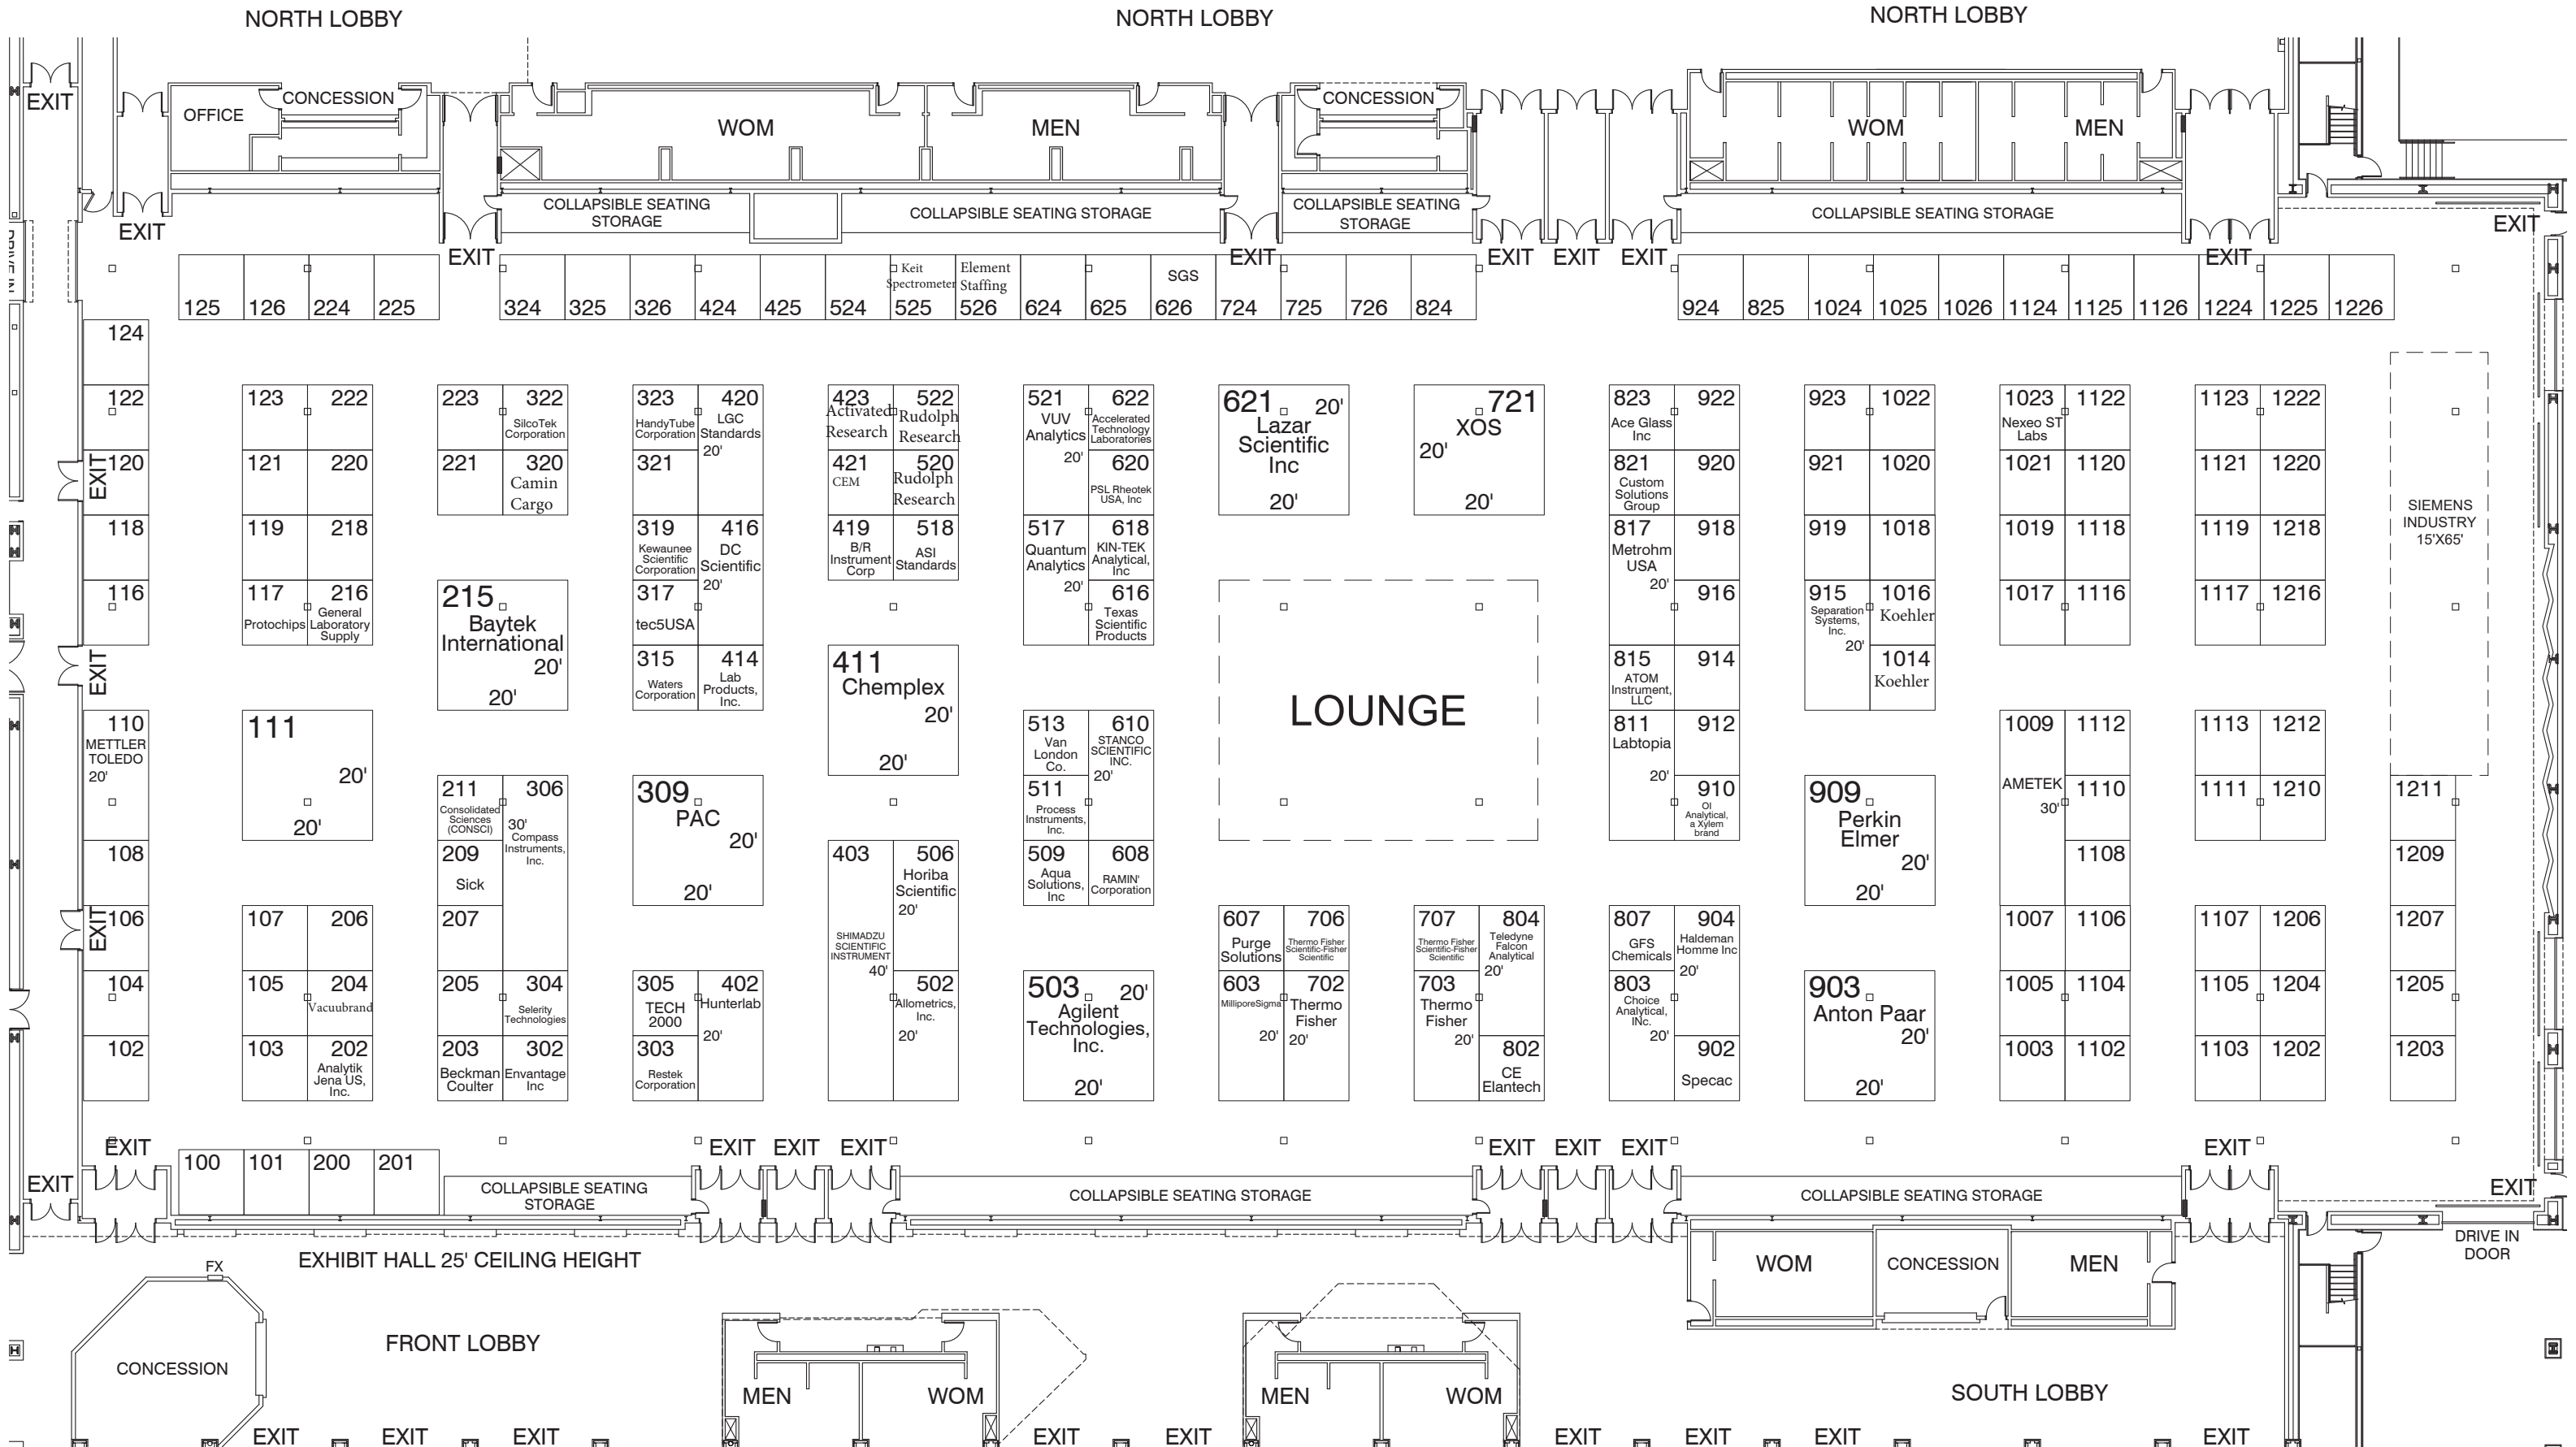 NORTH LOBBY
NORTH LOBBY
NORTH LOBBY
EXIT
OFFICE
CONCESSION
WOM
MEN
CONCESSION
WOM
MEN
COLLAPSIBLE SEATING
STORAGE
COLLAPSIBLE SEATING STORAGE
COLLAPSIBLE SEATING
STORAGE
COLLAPSIBLE SEATING STORAGE
EXIT
EXIT
EXIT
EXIT
EXIT
EXIT
EXIT
EXIT
DRIVE IN
125
126
224
225
324
325
326
424
425
524
Keit
Spectrometer
525
Element
Staffing
526
624
625
SGS
626
724
725
726
824
924
825
1024
1025
1026
1124
1125
1126
1224
1225
1226
124
122
120
EXIT
118
116
EXIT
110
METTLER
TOLEDO
20'
108
106
EXIT
104
102
123
222
121
220
119
218
117
Protochips
216
General
Laboratory
Supply
111
20'
20'
107
206
105
204
Vacuubrand
103
202
Analytik
Jena US,
Inc.
223
322
SilcoTek
Corporation
221
320
Camin
Cargo
215
Baytek
International
20'
20'
211
Consolidated
Sciences
(CONSCI)
306
30'
Compass
Instruments,
Inc.
209
Sick
207
205
304
Selerity
Technologies
203
Beckman
Coulter
302
Envantage
Inc
323
HandyTube
Corporation
420
LGC
Standards
20'
321
319
Kewaunee
Scientific
Corporation
416
DC
Scientific
20'
317
tec5USA
315
Waters
Corporation
414
Lab
Products,
Inc.
309
PAC
20'
20'
305
TECH
2000
402
Hunterlab
20'
303
Restek
Corporation
423
Activated
Research
522
Rudolph
Research
421
CEM
520
Rudolph
Research
419
B/R
Instrument
Corp
518
ASI
Standards
411
Chemplex
20'
20'
403
SHIMADZU
SCIENTIFIC
INSTRUMENT
40'
506
Horiba
Scientific
20'
502
Allometrics,
Inc.
20'
521
VUV
Analytics
20'
622
Accelerated
Technology
Laboratories
620
PSL Rheotek
USA, Inc
517
Quantum
Analytics
20'
618
KIN-TEK
Analytical,
Inc
616
Texas
Scientific
Products
513
Van
London
Co.
610
STANCO
SCIENTIFIC
INC.
20'
511
Process
Instruments,
Inc.
509
Aqua
Solutions,
Inc
608
RAMIN'
Corporation
503
20'
Agilent
Technologies,
Inc.
20'
621
20'
Lazar
Scientific
Inc
20'
721
XOS
20'
20'
LOUNGE
607
Purge
Solutions
706
Thermo Fisher
Scientific-Fisher
Scientific
603
MilliporeSigma
20'
702
Thermo
Fisher
20'
707
Thermo Fisher
Scientific-Fisher
Scientific
804
Teledyne
Falcon
Analytical
20'
703
Thermo
Fisher
20'
802
CE
Elantech
823
Ace Glass
Inc
922
821
Custom
Solutions
Group
920
817
Metrohm
USA
20'
918
916
815
ATOM
Instrument,
LLC
914
811
Labtopia
20'
912
910
OI
Analytical,
a Xylem
brand
807
GFS
Chemicals
904
Haldeman
Homme Inc
20'
803
Choice
Analytical,
INc.
20'
902
Specac
923
1022
921
1020
919
1018
915
Separation
Systems,
Inc.
20'
1016
Koehler
1014
Koehler
909
Perkin
Elmer
20'
20'
903
Anton Paar
20'
20'
1023
Nexeo ST
Labs
1122
1021
1120
1019
1118
1017
1116
1009
AMETEK
30'
1112
1110
1108
1007
1106
1005
1104
1003
1102
1123
1222
1121
1220
1119
1218
1117
1216
1113
1212
1111
1210
1107
1206
1105
1204
1103
1202
SIEMENS
INDUSTRY
15'X65'
1211
1209
1207
1205
1203
EXIT
EXIT
EXIT
EXIT
EXIT
EXIT
EXIT
EXIT
EXIT
EXIT
100
101
200
201
COLLAPSIBLE SEATING
STORAGE
COLLAPSIBLE SEATING STORAGE
COLLAPSIBLE SEATING STORAGE
DRIVE IN
DOOR
EXHIBIT HALL 25' CEILING HEIGHT
FX
WOM
CONCESSION
MEN
FRONT LOBBY
CONCESSION
MEN
WOM
MEN
WOM
SOUTH LOBBY
EXIT
EXIT
EXIT
EXIT
EXIT
EXIT
EXIT
EXIT
EXIT